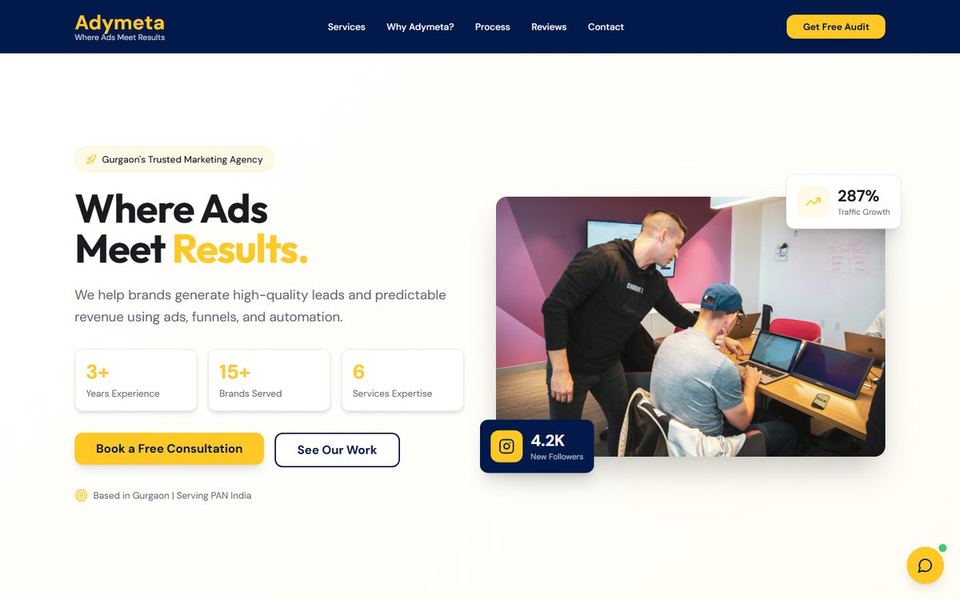 Adymeta
Where Ads Meet Results
Services
Why Adymeta?
Process
Reviews
Contact
Get Free Audit
Gurgaon's Trusted Marketing Agency
Where Ads
Meet Results.
We help brands generate high-quality leads and predictable
revenue using ads, funnels, and automation.
3+
Years Experience
15+
Brands Served
6
Services Expertise
Book a Free Consultation
See Our Work
Based in Gurgaon | Serving PAN India
287%
Traffic Growth
4.2K
New Followers